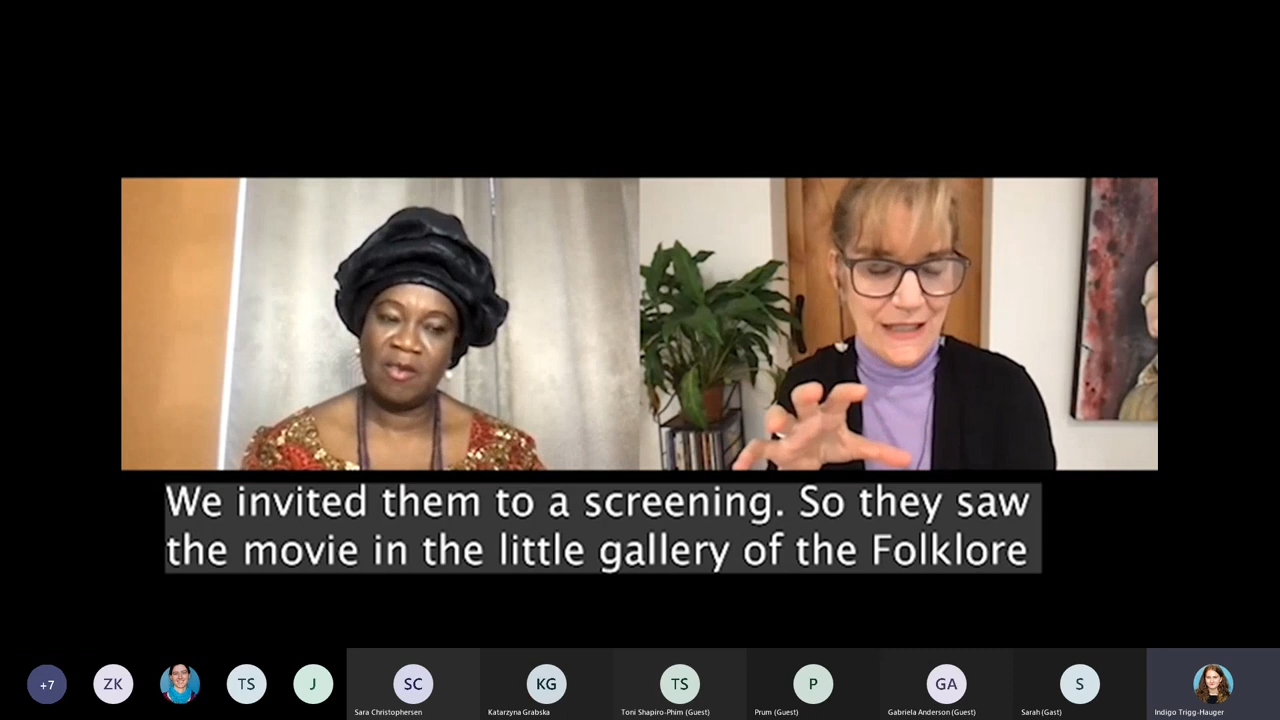 We invited them to a screening. So they saw
the movie in the little gallery of the Folklore
+7
ZK
TS
J
SC
KG
TS
P
GA
S
Sara Christophersen
Katarzyna Grabska
Toni Shapiro-Phim (Guest)
Prum (Guest)
Gabriela Anderson (Guest)
Sarah (Gast)
Indigo Trigg-Hauger